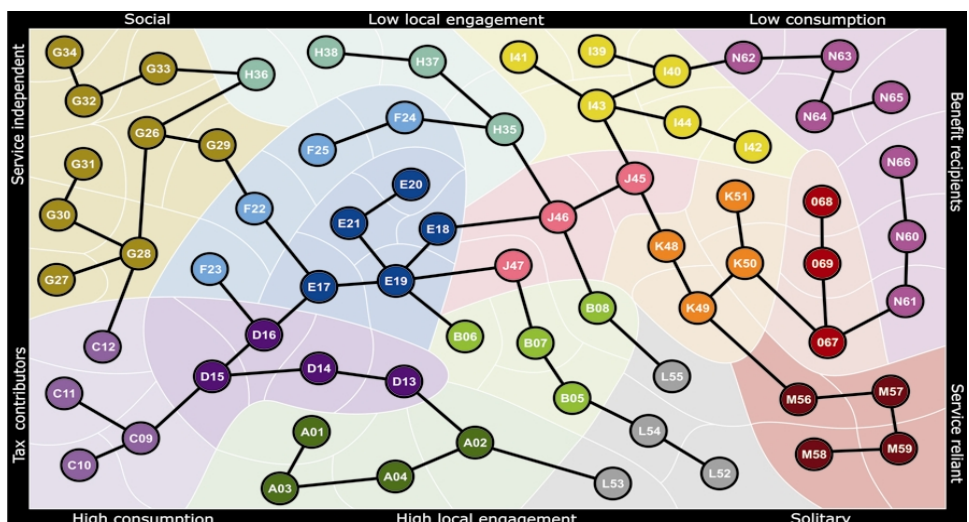 Social
Low local engagement
Low consumption
Service independent
Tax contributors
Benefit recipients
Service reliant
G34
G33
G32
H36
H38
H37
I41
I39
I40
N62
N63
N65
N64
I43
I44
I42
G26
G29
F24
F25
H35
G31
G30
G28
G27
F22
F23
E20
E21
E18
E19
E17
J45
J46
J47
K51
K48
K50
K49
068
069
067
N66
N60
N61
C12
D16
D15
D14
D13
B06
B08
B07
B05
L55
L54
L52
L53
M56
M57
M58
M59
C11
C09
C10
A01
A02
A03
A04
High consumption
High local engagement
Solitary